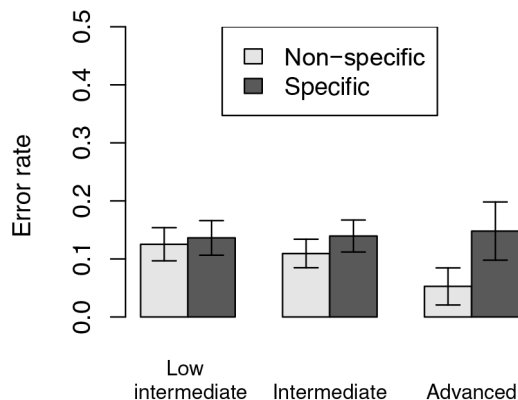 Error rate
0.5
0.4
0.3
0.2
0.1
0.0
Non-specific
Specific
Low
intermediate
Intermediate
Advanced